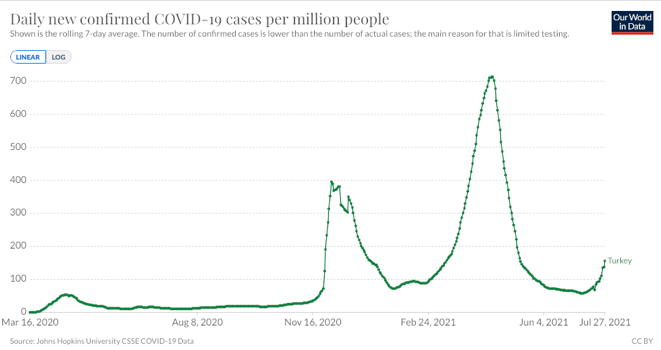 Daily new confirmed COVID-19 cases per million people
Shown is the rolling 7-day average. The number of confirmed cases is lower than the number of actual cases; the main reason for that is limited testing.
Our World
in Data
LINEAR LOG
700
600
500
400
300
200
100
0
Turkey
Mar 16, 2020 Aug 8, 2020 Nov 16, 2020 Feb 24, 2021 Jun 4, 2021 Jul 27, 2021
Source: Johns Hopkins University CSSE COVID-19 Data CC BY